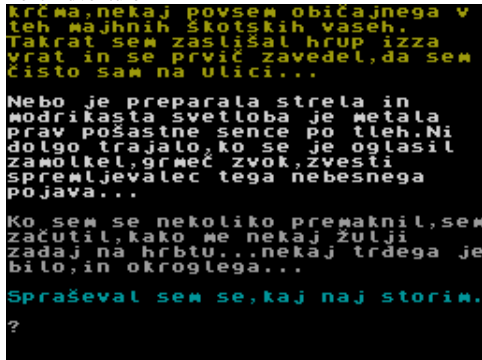 krčma,nekaj povsem običajnega v
teh majhnih škotskih vaseh.
Takrat sem zaslišal hrup izza
vrat in se prvič zavedel,da sem
čisto sam na ulici...
Nebo je preparala strela in
modrikasta svetloba je metala
prav pošastne sence po tleh.Ni
dolgo trajalo,ko se je oglasil
zamolkel,grmeč zvok,zvesti
spremljevalec tega nebesnega
pojava...
Ko sem se nekoliko premaknil,sem
začutil,kako me nekaj žulji
zadaj na hrbtu...nekaj trdega je
bilo,in okroglega...
Spraševal sem se,kaj naj storim.
?